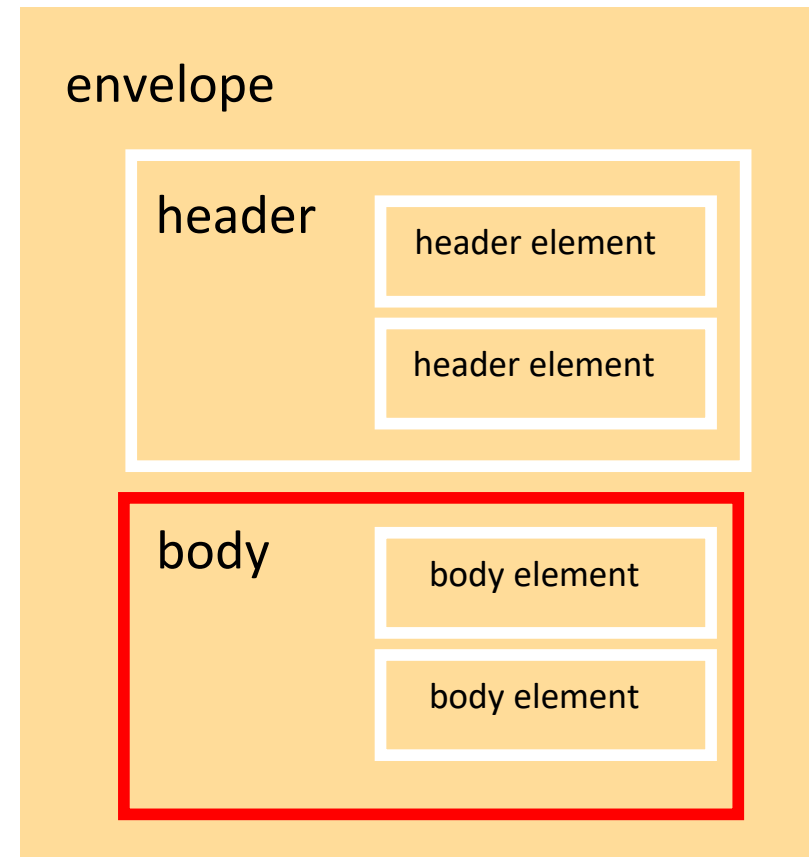 envelope
header
header element
header element
body
body element
body element